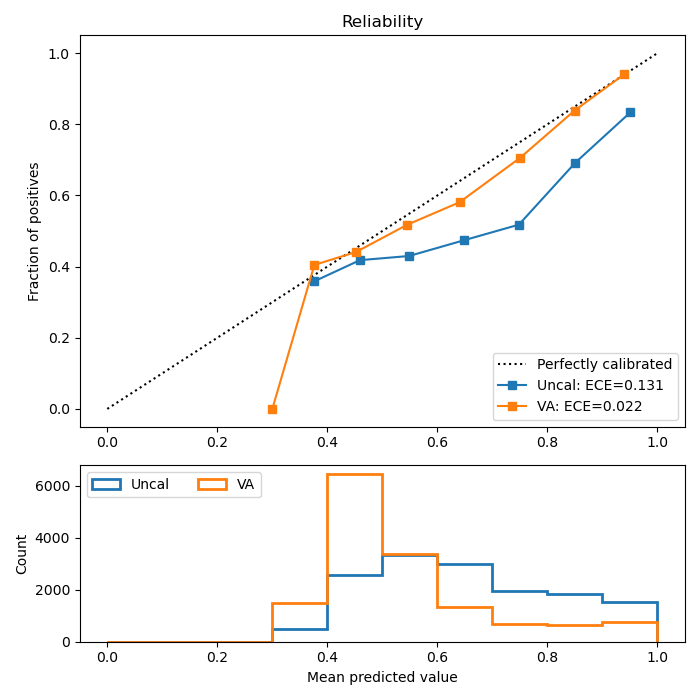 Reliability
1.0
0.8
0.6
0.4
0.2
0.0
Fraction of positives
Perfectly calibrated
Uncal: ECE=0.131
VA: ECE=0.022
0.0 0.2 0.4 0.6 0.8 1.0
Uncal VA
6000
4000
2000
0
Count
0.0 0.2 0.4 0.6 0.8 1.0
Mean predicted value